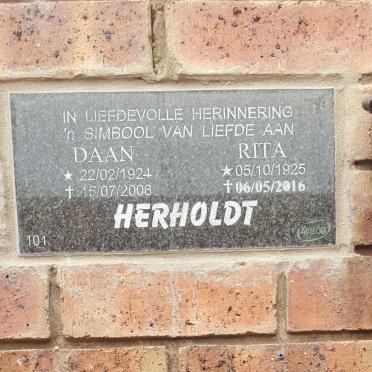 IN LIEFDEVOLLE HERINNERING
'n SIMBOOL VAN LIEFDE AAN
DAAN RITA
★ 22/02/1924 ★ 05/10/1925
✝ 15/07/2008 ✝ 06/05/2016
HERHOLDT
101